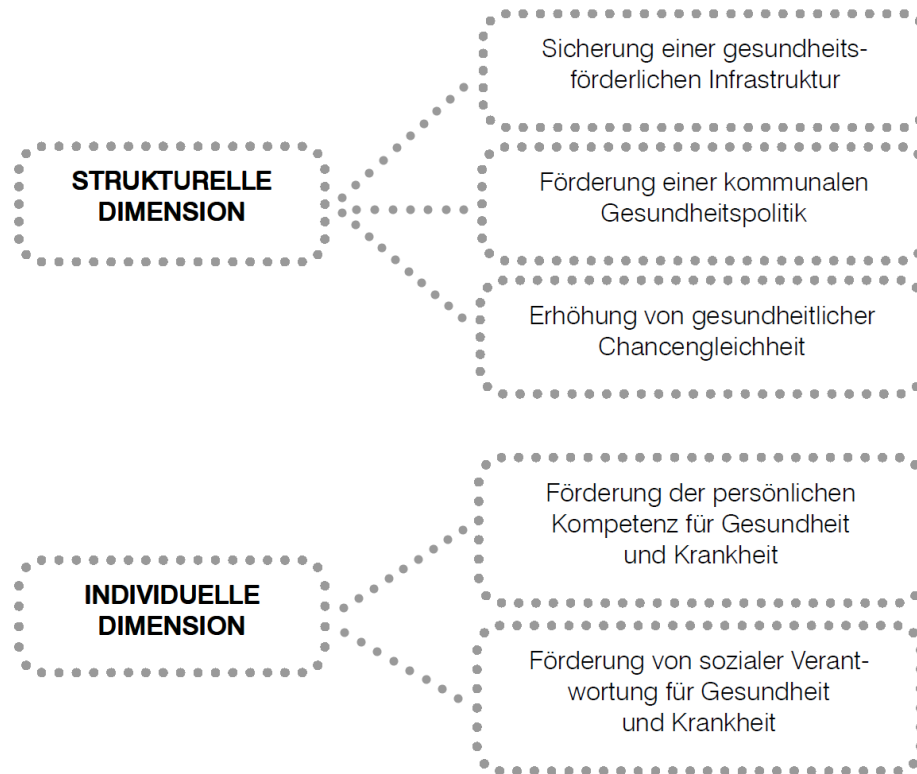 STRUKTURELLE
DIMENSION
Sicherung einer gesundheits-
förderlichen Infrastruktur
Förderung einer kommunalen
Gesundheitspolitik
Erhöhung von gesundheitlicher
Chancengleichheit
INDIVIDUELLE
DIMENSION
Förderung der persönlichen
Kompetenz für Gesundheit
und Krankheit
Förderung von sozialer Verant-
wortung für Gesundheit
und Krankheit